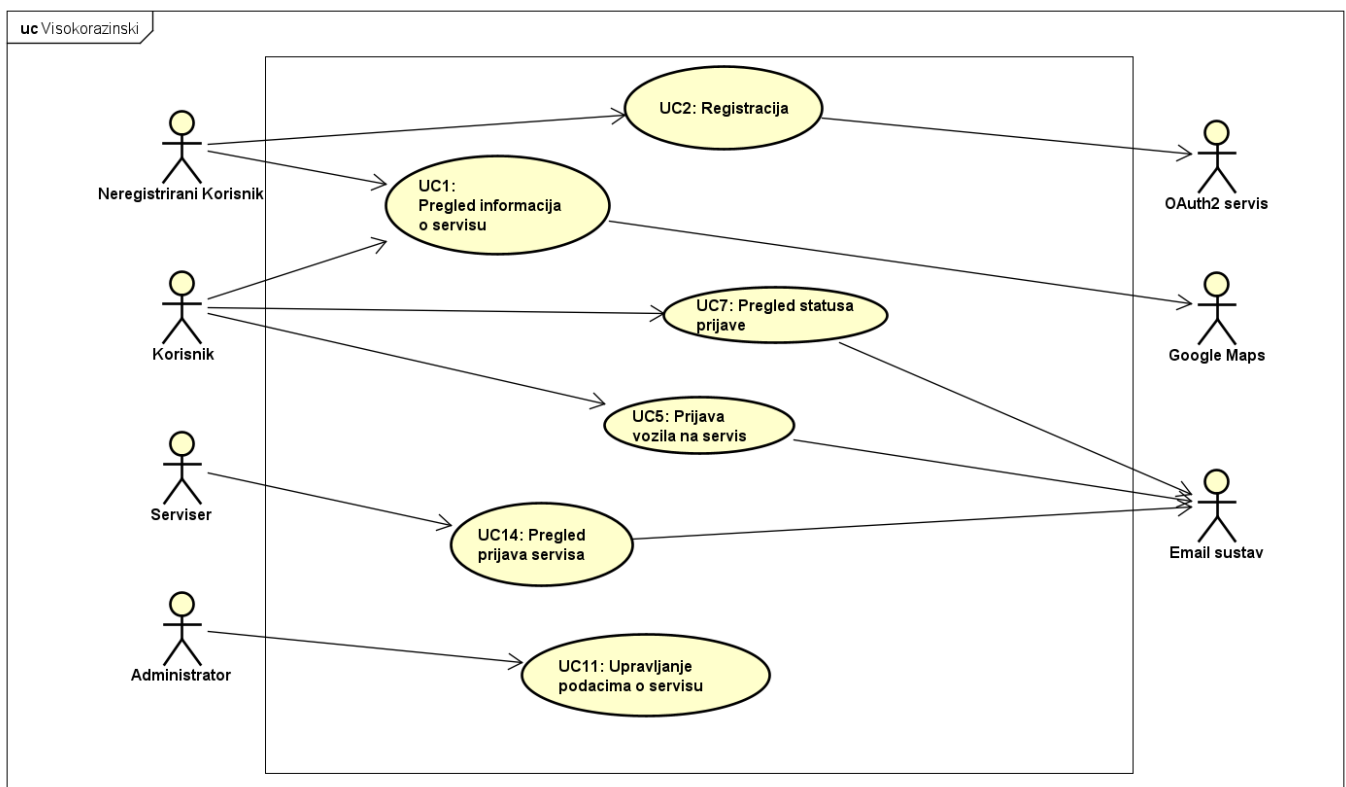 uc Visokorazinski
UC2: Registracija
Neregistrirani Korisnik
UC1:
Pregled informacija
o servisu
OAuth2 servis
Korisnik
UC7: Pregled statusa
prijave
Google Maps
UC5: Prijava
vozila na servis
Serviser
UC14: Pregled
prijava servisa
Email sustav
Administrator
UC11: Upravljanje
podacima o servisu